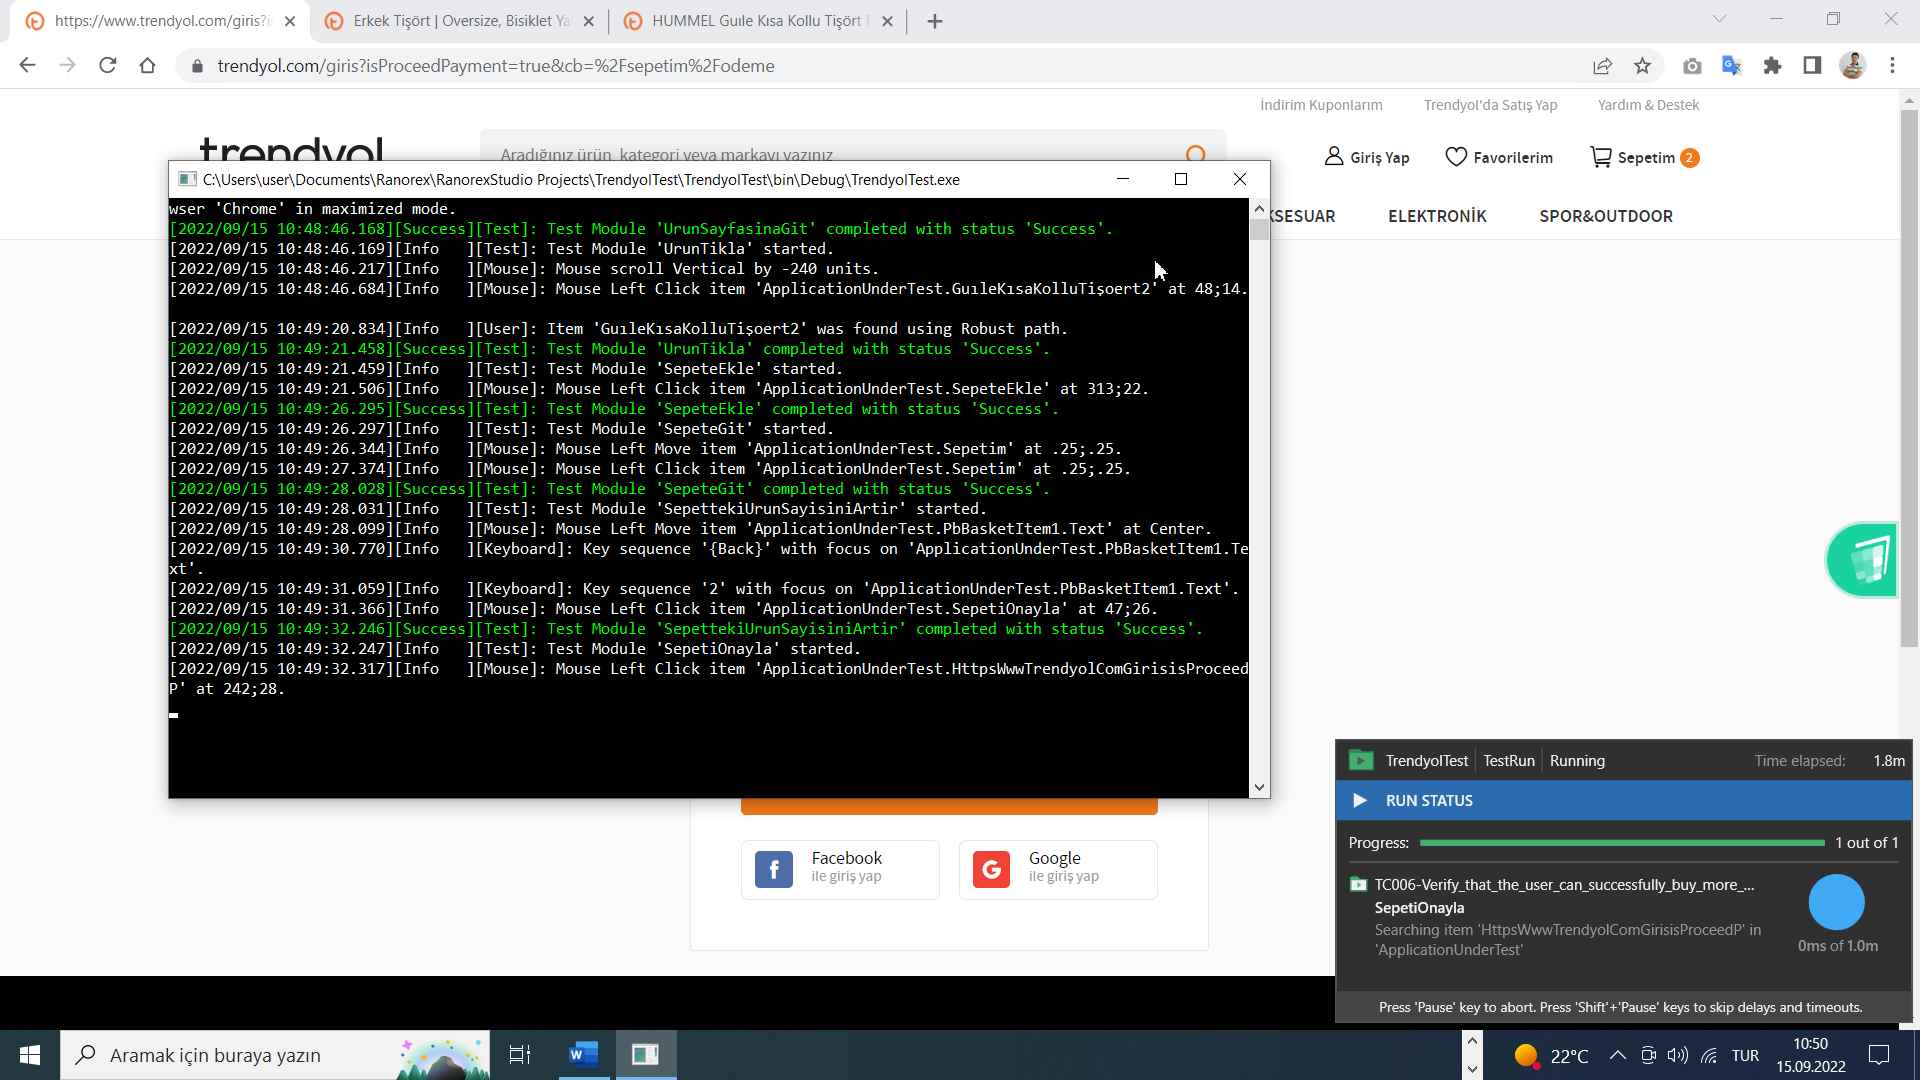 https://www.trendyol.com/giris?i
Erkek Tişört | Oversize, Bisiklet Ya
HUMMEL Guıle Kısa Kollu Tişört
trendyol.com/giris?isProceedPayment=true&cb=%2Fsepetim%2Fodeme
İndirim Kuponlarım
Trendyol'da Satış Yap
Yardım & Destek
trendyol
Aradığınız ürün, kategori veya markayı yazınız
Giriş Yap
Favorilerim
Sepetim 2
C:\Users\user\Documents\Ranorex\RanorexStudio Projects\TrendyolTest\TrendyolTest\bin\Debug\TrendyolTest.exe
KSESUAR
ELEKTRONİK
SPOR&OUTDOOR
wser 'Chrome' in maximized mode.
[2022/09/15 10:48:46.168][Success][Test]: Test Module 'UrunSayfasinaGit' completed with status 'Success'.
[2022/09/15 10:48:46.169][Info   ][Test]: Test Module 'UrunTikla' started.
[2022/09/15 10:48:46.217][Info   ][Mouse]: Mouse scroll Vertical by -240 units.
[2022/09/15 10:48:46.684][Info   ][Mouse]: Mouse Left Click item 'ApplicationUnderTest.GuıleKısaKolluTişoert2' at 48;14.
[2022/09/15 10:49:20.834][Info   ][User]: Item 'GuıleKısaKolluTişoert2' was found using Robust path.
[2022/09/15 10:49:21.458][Success][Test]: Test Module 'UrunTikla' completed with status 'Success'.
[2022/09/15 10:49:21.459][Info   ][Test]: Test Module 'SepeteEkle' started.
[2022/09/15 10:49:21.506][Info   ][Mouse]: Mouse Left Click item 'ApplicationUnderTest.SepeteEkle' at 313;22.
[2022/09/15 10:49:26.295][Success][Test]: Test Module 'SepeteEkle' completed with status 'Success'.
[2022/09/15 10:49:26.297][Info   ][Test]: Test Module 'SepeteGit' started.
[2022/09/15 10:49:26.344][Info   ][Mouse]: Mouse Left Move item 'ApplicationUnderTest.Sepetim' at .25;.25.
[2022/09/15 10:49:27.374][Info   ][Mouse]: Mouse Left Click item 'ApplicationUnderTest.Sepetim' at .25;.25.
[2022/09/15 10:49:28.028][Success][Test]: Test Module 'SepeteGit' completed with status 'Success'.
[2022/09/15 10:49:28.031][Info   ][Test]: Test Module 'SepettekiUrunSayisiniArtir' started.
[2022/09/15 10:49:28.099][Info   ][Mouse]: Mouse Left Move item 'ApplicationUnderTest.PbBasketItem1.Text' at Center.
[2022/09/15 10:49:30.770][Info   ][Keyboard]: Key sequence '{Back}' with focus on 'ApplicationUnderTest.PbBasketItem1.Te
xt'.
[2022/09/15 10:49:31.059][Info   ][Keyboard]: Key sequence '2' with focus on 'ApplicationUnderTest.PbBasketItem1.Text'.
[2022/09/15 10:49:31.366][Info   ][Mouse]: Mouse Left Click item 'ApplicationUnderTest.SepetiOnayla' at 47;26.
[2022/09/15 10:49:32.246][Success][Test]: Test Module 'SepettekiUrunSayisiniArtir' completed with status 'Success'.
[2022/09/15 10:49:32.247][Info   ][Test]: Test Module 'SepetiOnayla' started.
[2022/09/15 10:49:32.317][Info   ][Mouse]: Mouse Left Click item 'ApplicationUnderTest.HttpsWwwTrendyolComGirisisProceed
P' at 242;28.
Facebook
ile giriş yap
Google
ile giriş yap
TrendyolTest
TestRun
Running
Time elapsed: 1.8m
RUN STATUS
Progress: 1 out of 1
TC006-Verify_that_the_user_can_successfully_buy_more_...
SepetiOnayla
Searching item 'HttpsWwwTrendyolComGirisisProceedP' in
'ApplicationUnderTest'
0ms of 1.0m
Press 'Pause' key to abort. Press 'Shift'+'Pause' keys to skip delays and timeouts.
Aramak için buraya yazın
22°C
TUR
10:50
15.09.2022